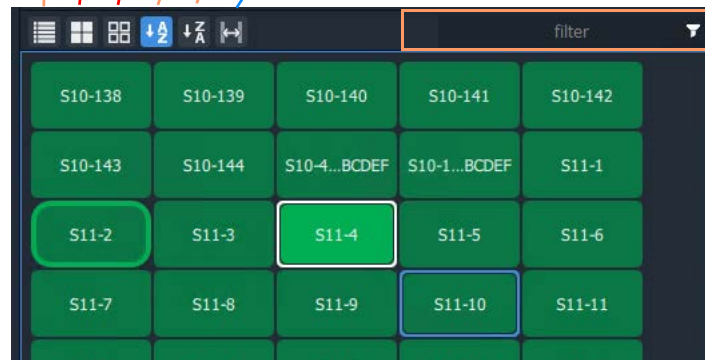 filter
S10-138 S10-139 S10-140 S10-141 S10-142
S10-143 S10-144 S10-4...BCDEF S10-1...BCDEF S11-1
S11-2 S11-3 S11-4 S11-5 S11-6
S11-7 S11-8 S11-9 S11-10 S11-11